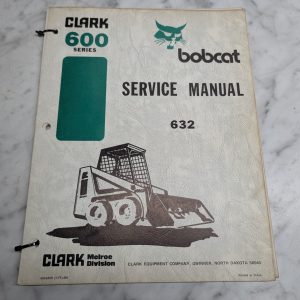 CLARK
600
SERIES
bobcat
SERVICE MANUAL
632
CLARK Melroe
Division
CLARK EQUIPMENT COMPANY, GWINNER, NORTH DAKOTA 58040